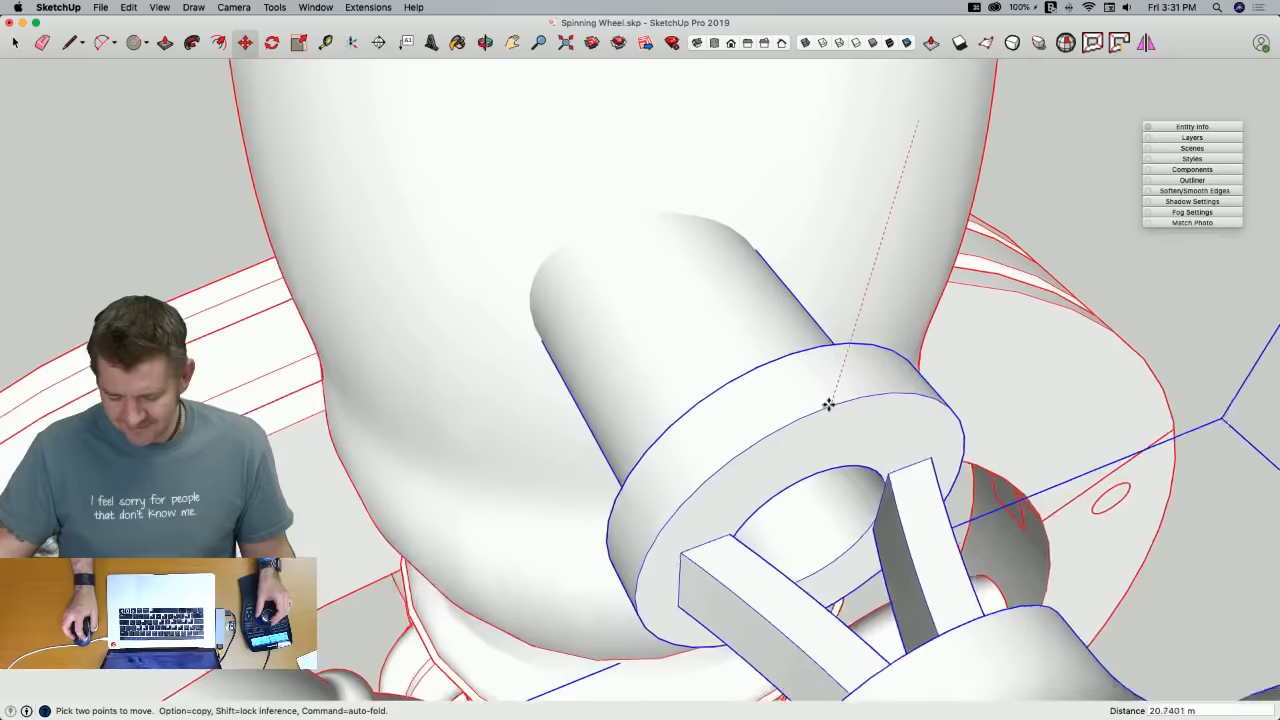 SketchUp File Edit View Draw Camera Tools Window Extensions Help
100% Fri 3:31 PM
Spinning Wheel.skp - SketchUp Pro 2019
Entity Info
Layers
Scenes
Styles
Components
Outliner
Soften/Smooth Edges
Shadow Settings
Fog Settings
Match Photo
I feel sorry for people
that don't know me.
Pick two points to move. Option=copy, Shift=lock inference, Command=auto-fold.
Distance 20.7401 m